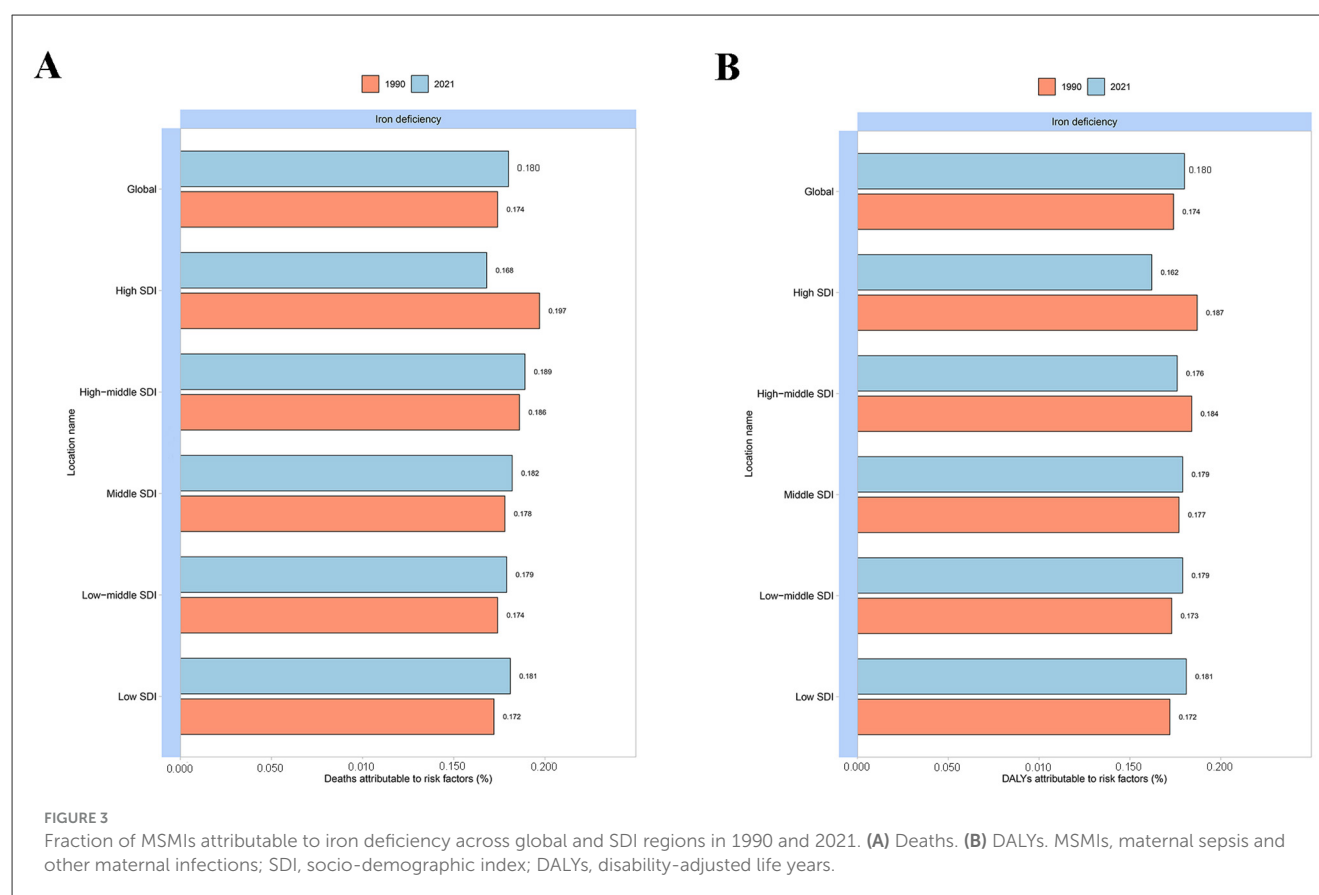 A
1990 2021
Iron deficiency
Location name
Global
0.180
0.174
High SDI
0.168
0.197
High-middle SDI
0.189
0.186
Middle SDI
0.182
0.178
Low-middle SDI
0.179
0.174
Low SDI
0.181
0.172
0.000 0.050 0.010 0.150 0.200
Deaths attributable to risk factors (%)
B
1990 2021
Iron deficiency
Location name
Global
0.180
0.174
High SDI
0.162
0.187
High-middle SDI
0.176
0.184
Middle SDI
0.179
0.177
Low-middle SDI
0.179
0.173
Low SDI
0.181
0.172
0.000 0.050 0.010 0.150 0.200
DALYs attributable to risk factors (%)
FIGURE 3
Fraction of MSMIs attributable to iron deficiency across global and SDI regions in 1990 and 2021. (A) Deaths. (B) DALYs. MSMIs, maternal sepsis and
other maternal infections; SDI, socio-demographic index; DALYs, disability-adjusted life years.